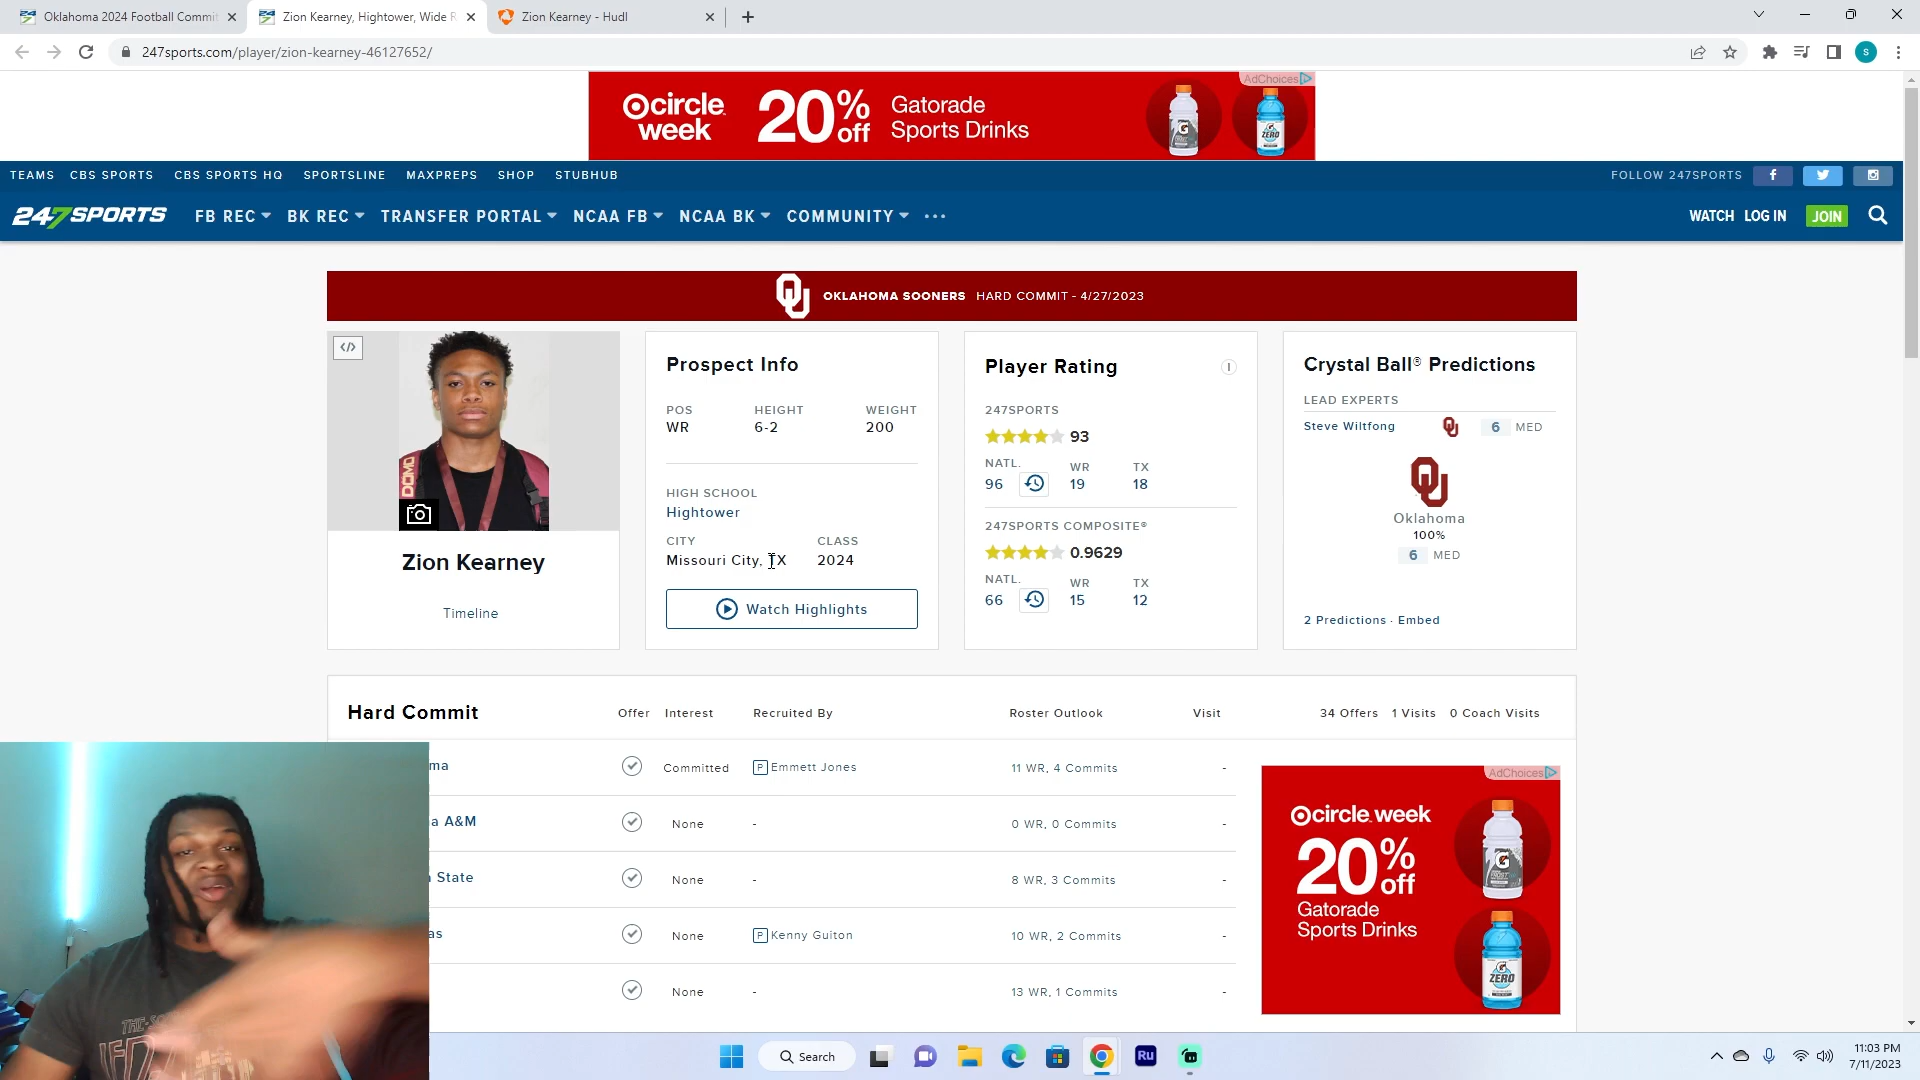 Oklahoma 2024 Football Commit
Zion Kearney, Hightower, Wide R
Zion Kearney - Hudl
247sports.com/player/zion-kearney-46127652/
S
AdChoices
circle week
20% off
Gatorade
Sports Drinks
ZERO
TEAMS CBS SPORTS CBS SPORTS HQ SPORTSLINE MAXPREPS SHOP STUBHUB
FOLLOW 247SPORTS
247SPORTS
FB REC BK REC TRANSFER PORTAL NCAA FB NCAA BK COMMUNITY
WATCH LOG IN JOIN
OU OKLAHOMA SOONERS HARD COMMIT - 4/27/2023
DOMO
Zion Kearney
Timeline
Prospect Info
POS HEIGHT WEIGHT
WR 6-2 200
HIGH SCHOOL
Hightower
CITY CLASS
Missouri City, TX 2024
Watch Highlights
Player Rating
247SPORTS
93
NATL. WR TX
96 19 18
247SPORTS COMPOSITE®
0.9629
NATL. WR TX
66 15 12
Crystal Ball® Predictions
LEAD EXPERTS
Steve Wiltfong OU 6 MED
OU
Oklahoma
100%
6 MED
2 Predictions · Embed
Hard Commit
Offer Interest Recruited By Roster Outlook Visit
34 Offers 1 Visits 0 Coach Visits
ma Committed P Emmett Jones 11 WR, 4 Commits -
a A&M None - 0 WR, 0 Commits -
State None - 8 WR, 3 Commits -
as None P Kenny Guiton 10 WR, 2 Commits -
None - 13 WR, 1 Commits -
AdChoices
circle week
20% off
Gatorade
Sports Drinks
ZERO
Search
Ru
11:03 PM
7/11/2023